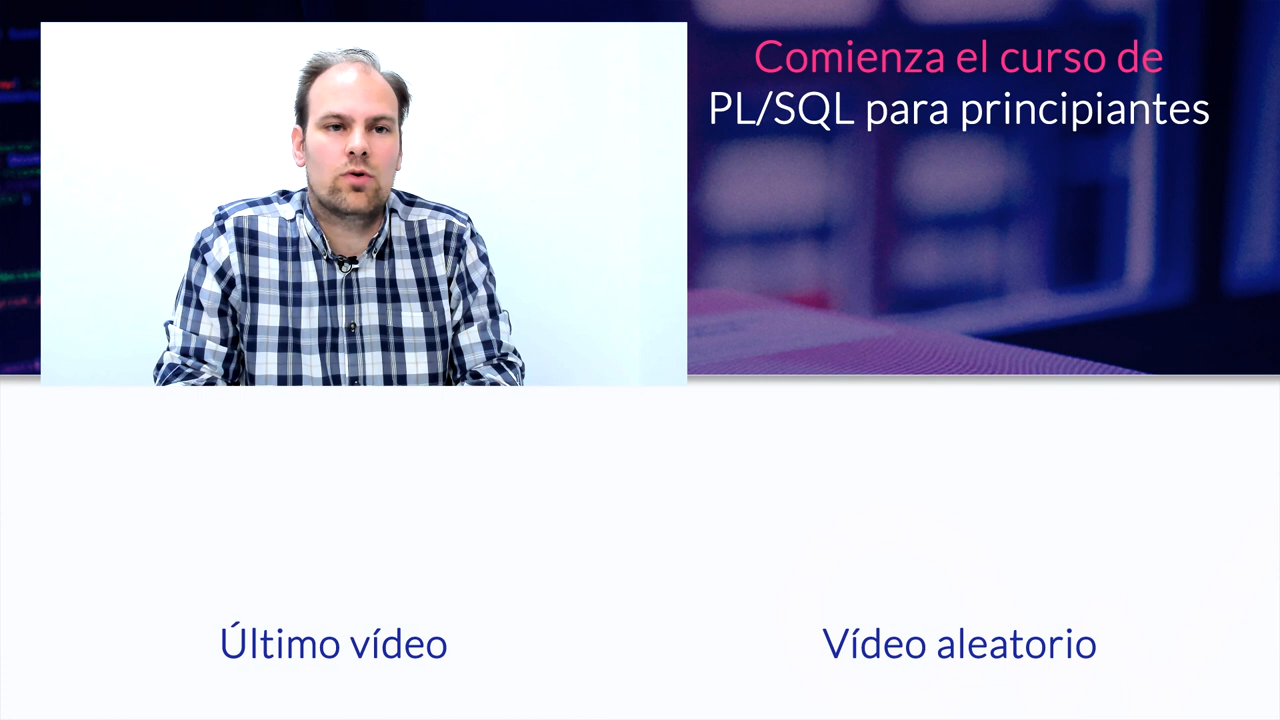 Comienza el curso de
PL/SQL para principiantes
Último vídeo
Vídeo aleatorio